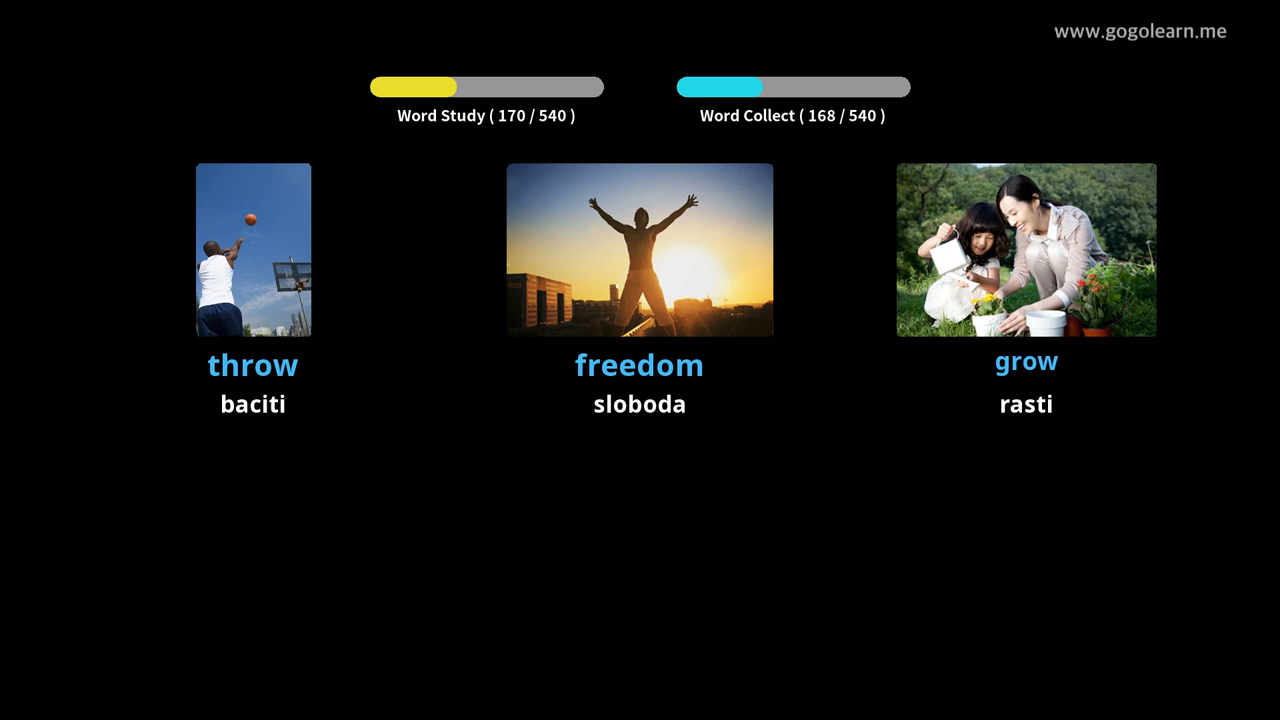 www.gogolearn.me
Word Study ( 170 / 540 )
Word Collect ( 168 / 540 )
throw
freedom
grow
baciti
sloboda
rasti